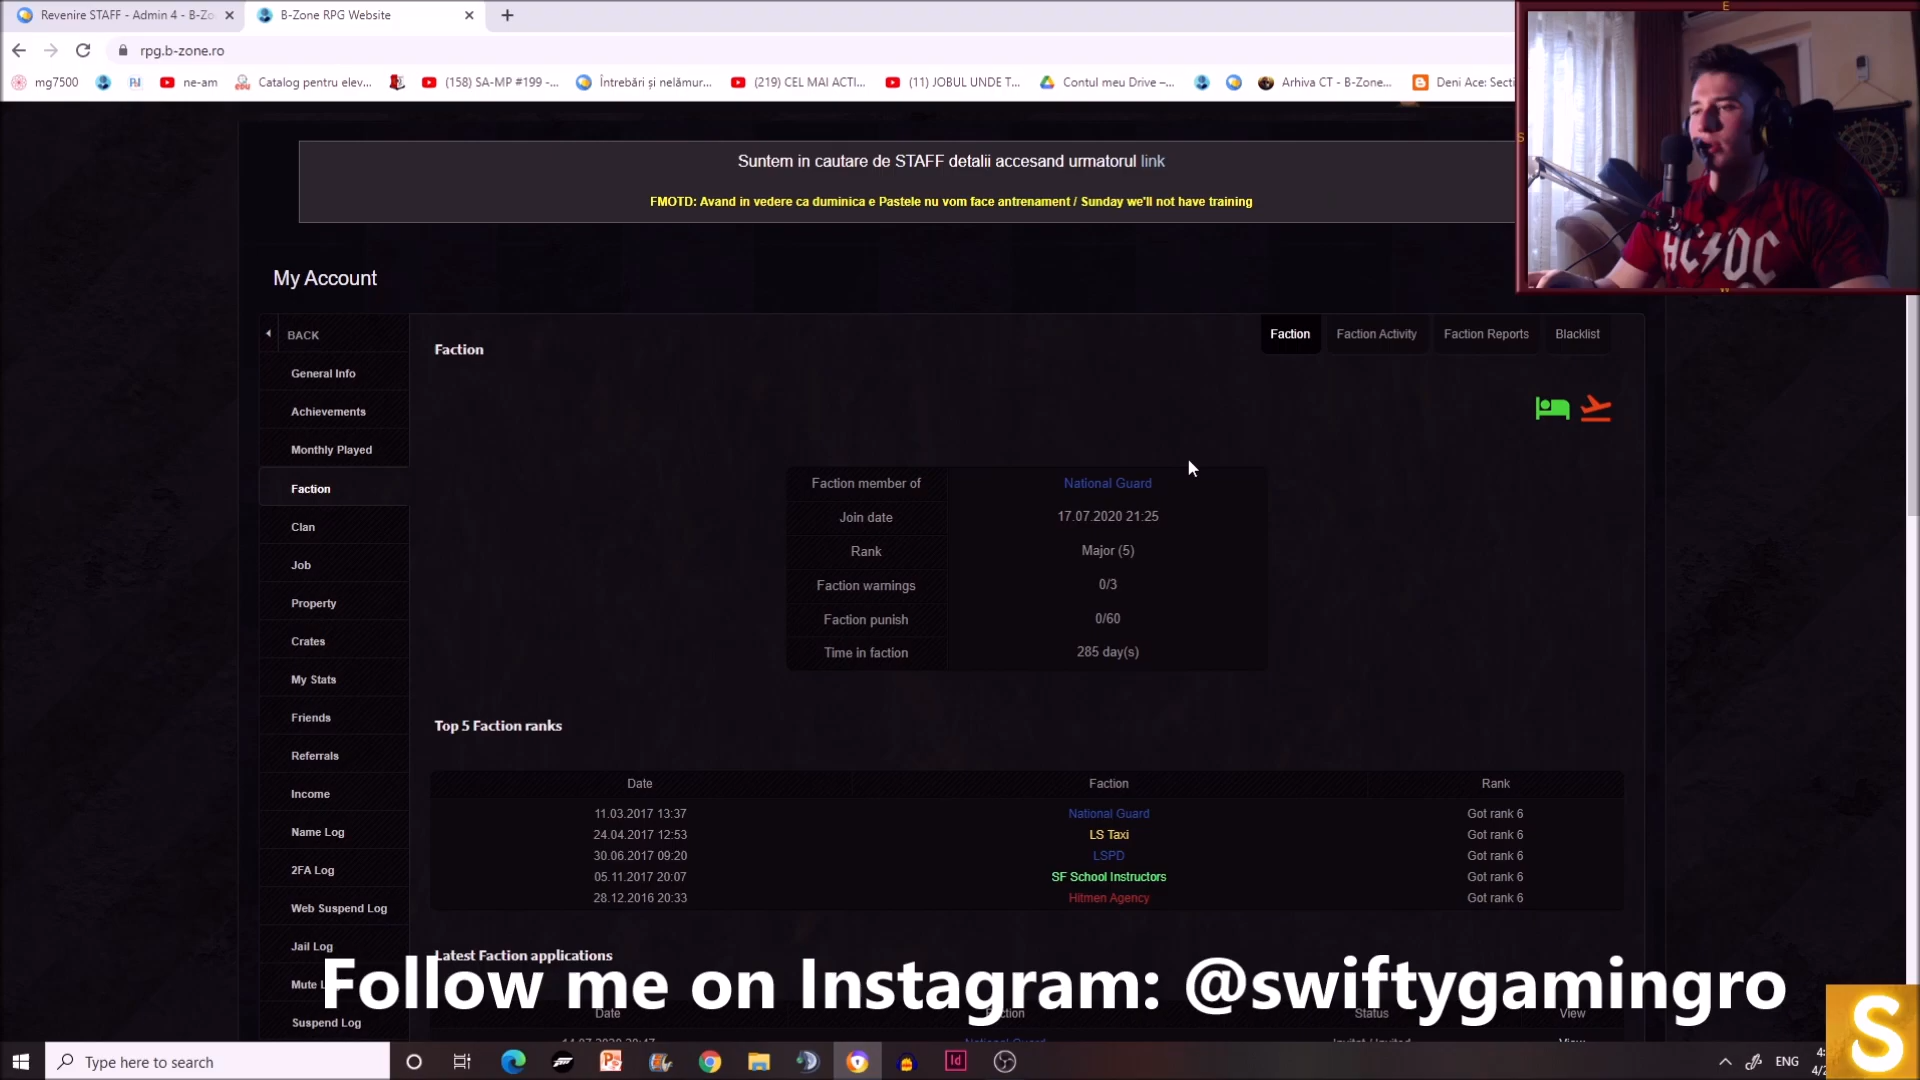 Revenire STAFF - Admin 4 - B-Zo
B-Zone RPG Website
rpg.b-zone.ro
mg7500
ne-am
Catalog pentru elev...
(158) SA-MP #199 -...
Întrebări și nelămur...
(219) CEL MAI ACTI...
(11) JOBUL UNDE T...
Contul meu Drive –...
Arhiva CT - B-Zone...
Deni Ace: Secti
Suntem in cautare de STAFF detalii accesand urmatorul link
FMOTD: Avand in vedere ca duminica e Pastele nu vom face antrenament / Sunday we'll not have training
My Account
BACK
General Info
Achievements
Monthly Played
Faction
Clan
Job
Property
Crates
My Stats
Friends
Referrals
Income
Name Log
2FA Log
Web Suspend Log
Jail Log
Mute
Suspend Log
Faction
Faction Faction Activity Faction Reports Blacklist
Faction member of National Guard
Join date 17.07.2020 21:25
Rank Major (5)
Faction warnings 0/3
Faction punish 0/60
Time in faction 285 day(s)
Top 5 Faction ranks
Date Faction Rank
11.03.2017 13:37 National Guard Got rank 6
24.04.2017 12:53 LS Taxi Got rank 6
30.06.2017 09:20 LSPD Got rank 6
05.11.2017 20:07 SF School Instructors Got rank 6
28.12.2016 20:33 Hitmen Agency Got rank 6
Latest Faction applications
Date Faction Status View
Follow me on Instagram: @swiftygamingro
S
AC/DC
Type here to search
Id
ENG